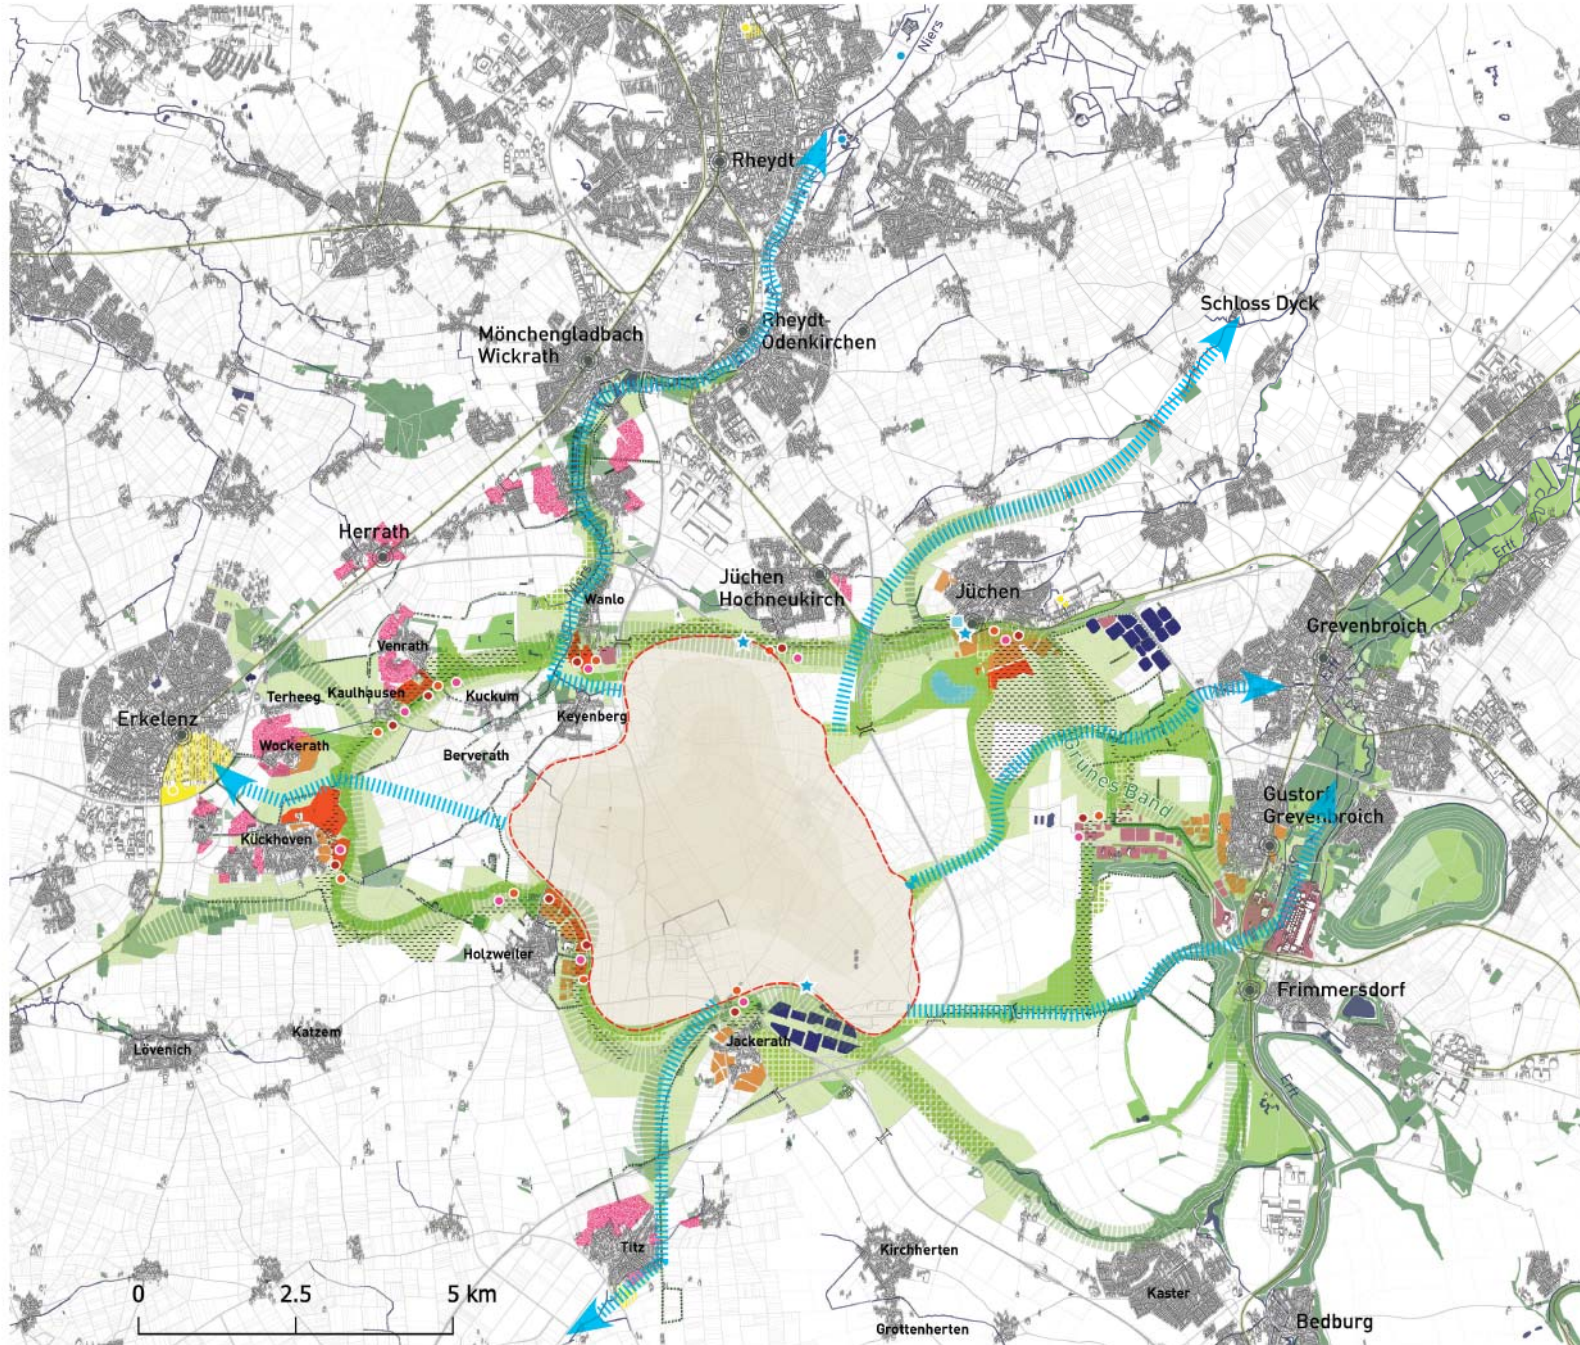 Niers
Rheydt
Schloss Dyck
Mönchengladbach
Wickrath
Rheydt-
Odenkirchen
Herrath
Erft
Jüchen
Hochneukirch
Jüchen
Niers
Wanlo
Grevenbroich
Venrath
Terheeg
Kaulhausen
Kuckum
Erkelenz
Keyenberg
Wockerath
Berverath
Grünes Band
Gustorf
Grevenbroich
Kückhoven
Holzweiler
Frimmersdorf
Katzem
Lövenich
Jackerath
Erft
Titz
Kirchherten
Kaster
0 2.5 5 km
Bedburg
Grottenherten